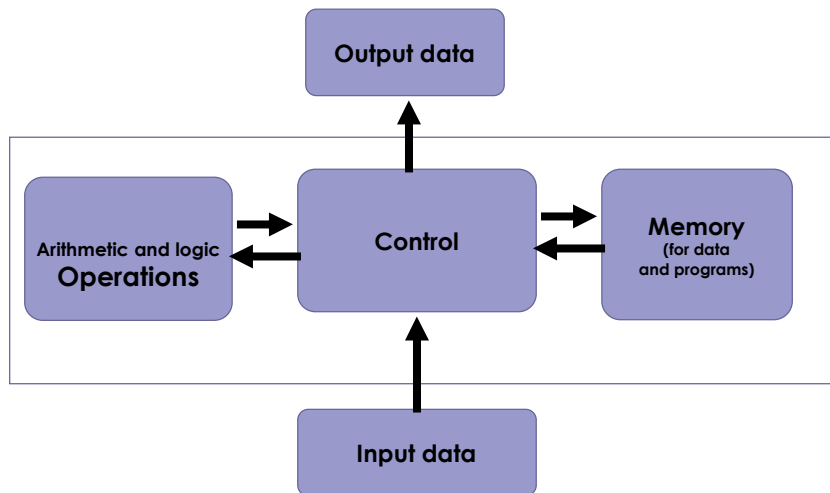 Output data
Arithmetic and logic
Operations
Control
Memory
(for data
and programs)
Input data